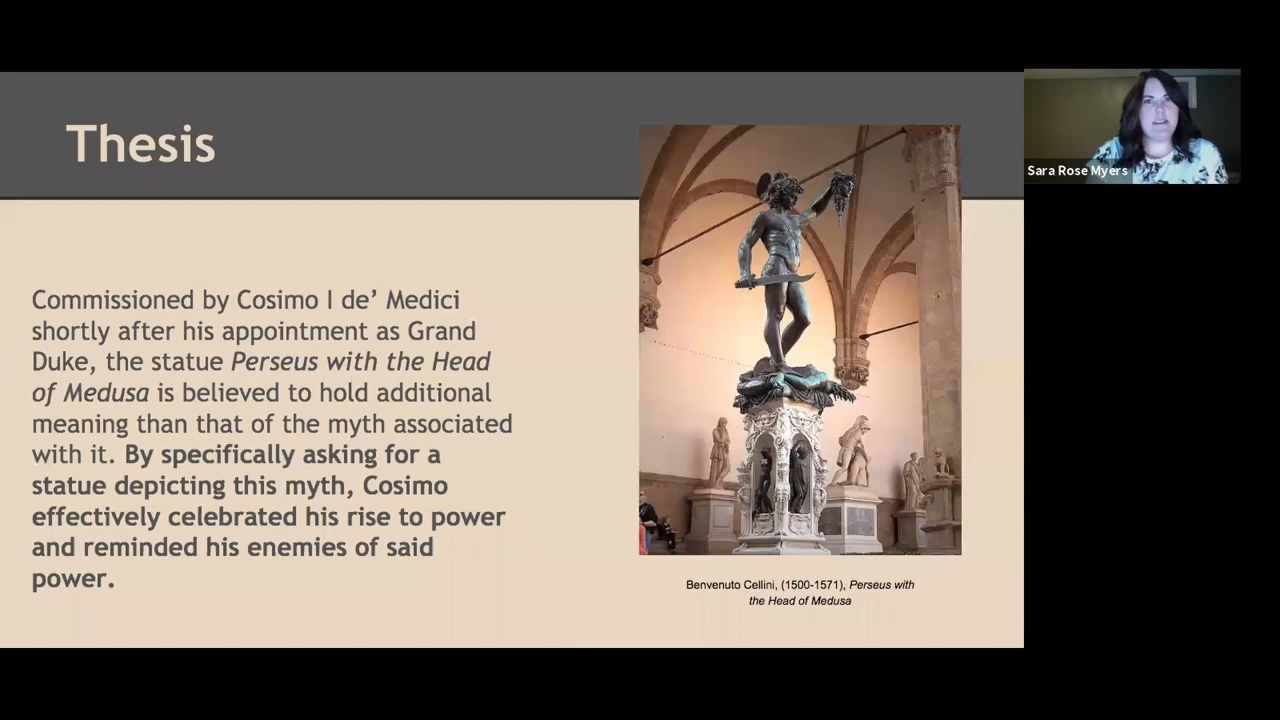 Thesis
Commissioned by Cosimo I de’ Medici
shortly after his appointment as Grand
Duke, the statue Perseus with the Head
of Medusa is believed to hold additional
meaning than that of the myth associated
with it. By specifically asking for a
statue depicting this myth, Cosimo
effectively celebrated his rise to power
and reminded his enemies of said
power.
Benvenuto Cellini, (1500-1571), Perseus with
the Head of Medusa
Sara Rose Myers